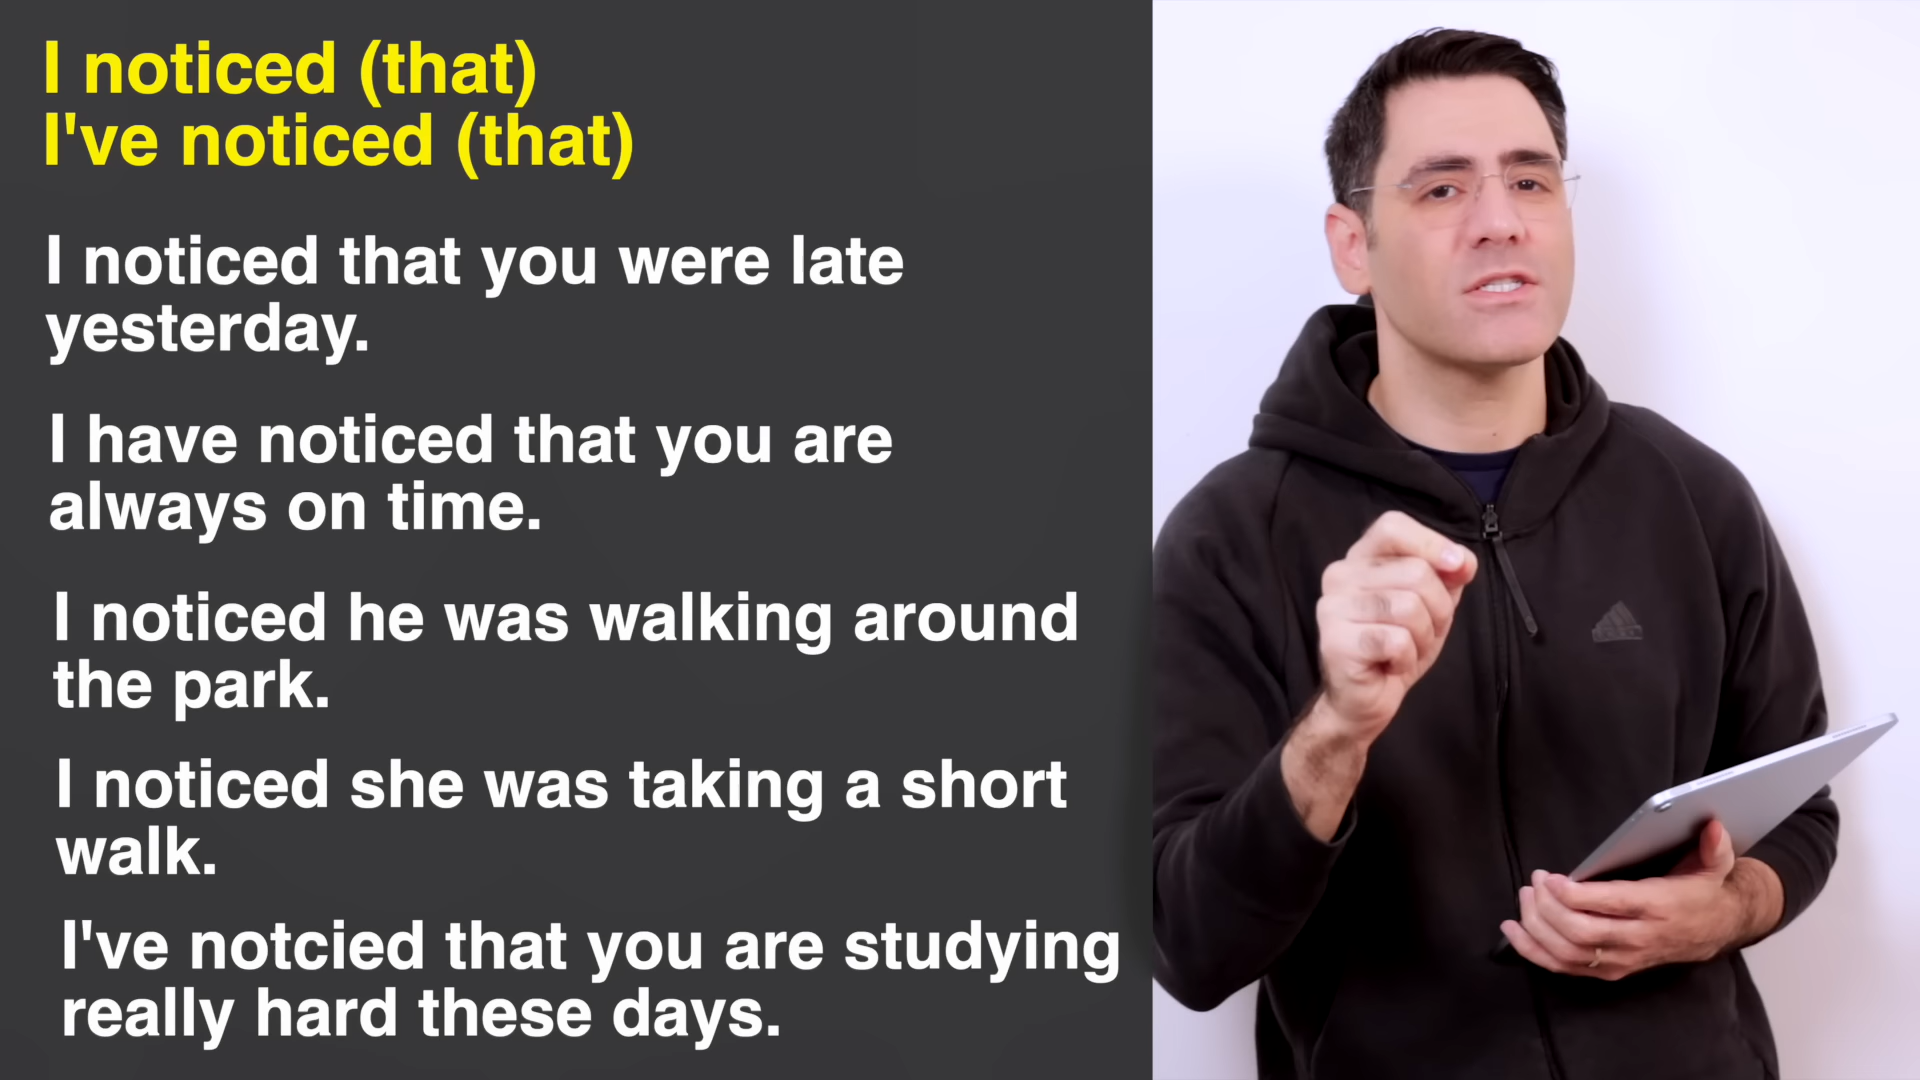 I noticed (that)
I've noticed (that)
I noticed that you were late
yesterday.
I have noticed that you are
always on time.
I noticed he was walking around
the park.
I noticed she was taking a short
walk.
I've notcied that you are studying
really hard these days.